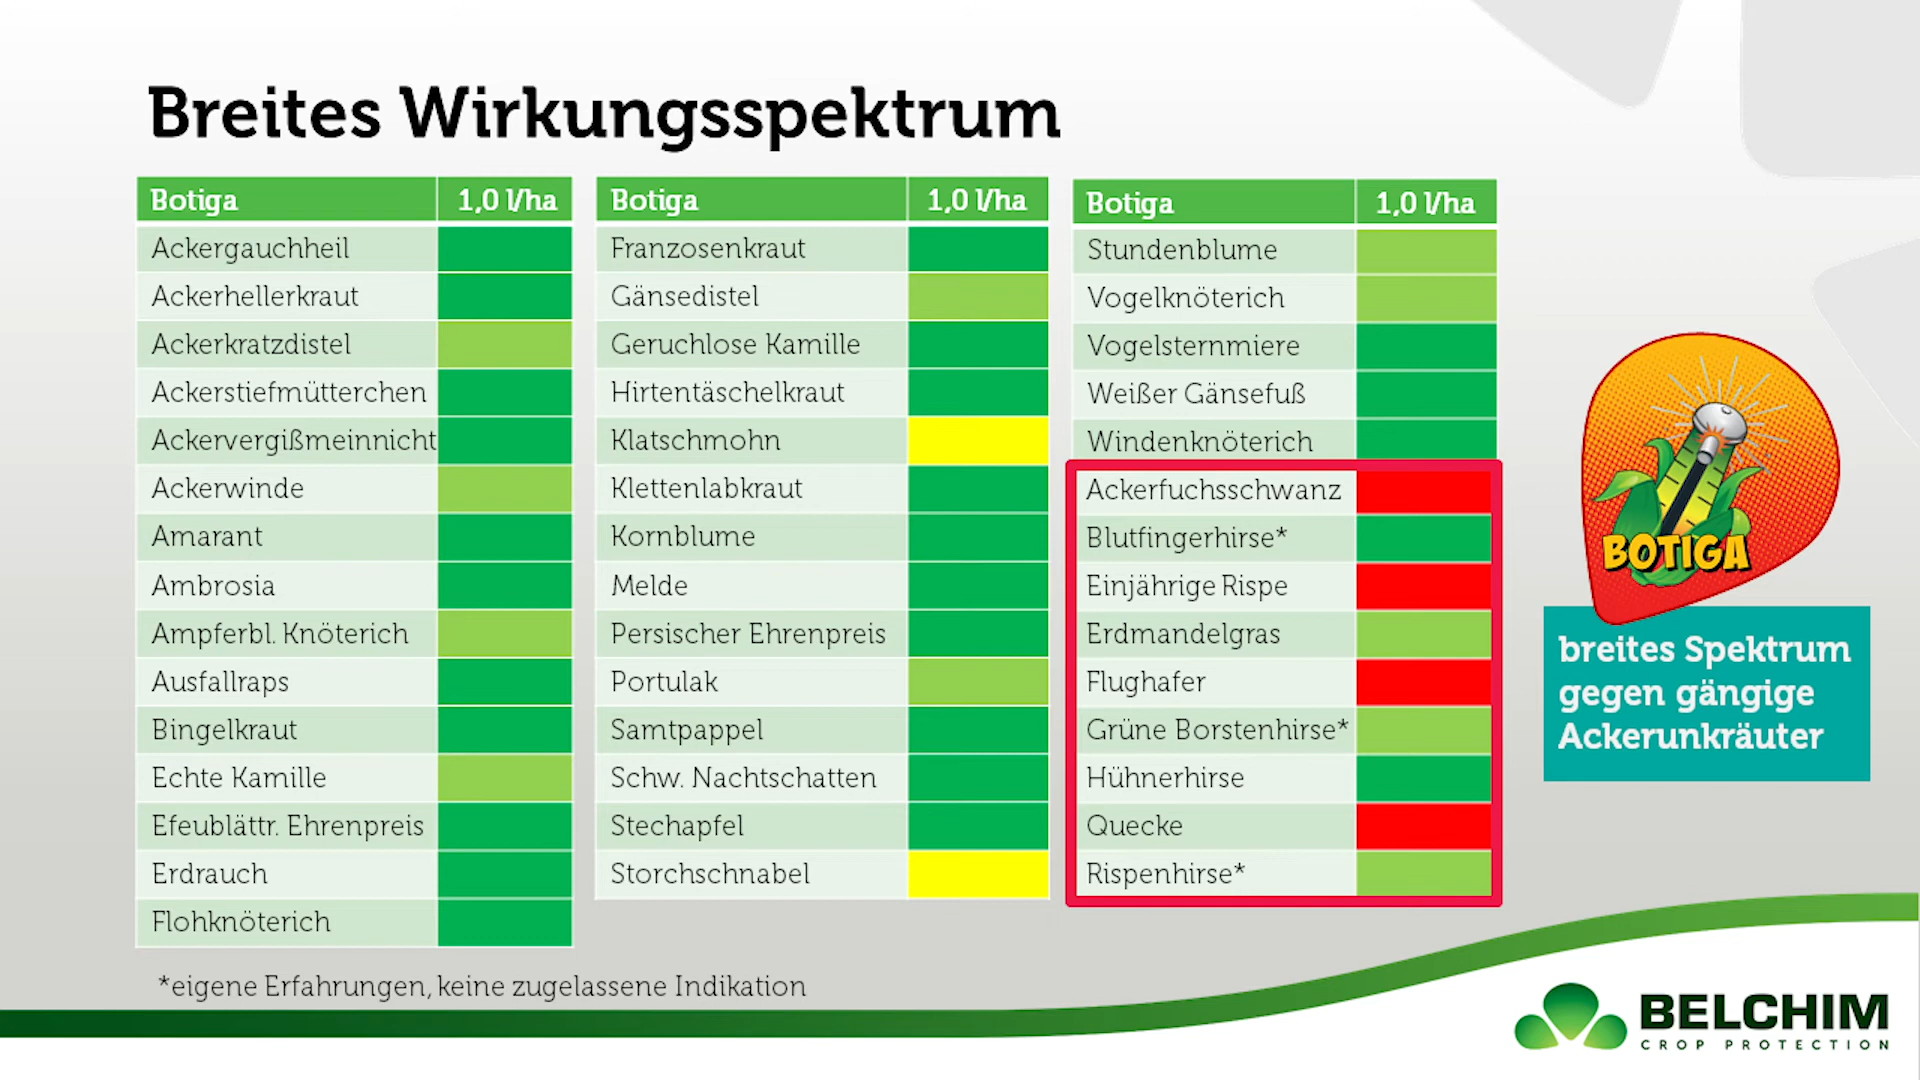 Breites Wirkungsspektrum
Botiga 1,0 l/ha
Ackergauchheil
Ackerhellerkraut
Ackerkratzdistel
Ackerstiefmütterchen
Ackervergißmeinnicht
Ackerwinde
Amarant
Ambrosia
Ampferbl. Knöterich
Ausfallraps
Bingelkraut
Echte Kamille
Efeublättr. Ehrenpreis
Erdrauch
Flohknöterich
Botiga 1,0 l/ha
Franzosenkraut
Gänsedistel
Geruchlose Kamille
Hirtentäschelkraut
Klatschmohn
Klettenlabkraut
Kornblume
Melde
Persischer Ehrenpreis
Portulak
Samtpappel
Schw. Nachtschatten
Stechapfel
Storchschnabel
Botiga 1,0 l/ha
Stundenblume
Vogelknöterich
Vogelsternmiere
Weißer Gänsefuß
Windenknöterich
Ackerfuchsschwanz
Blutfingerhirse*
Einjährige Rispe
Erdmandelgras
Flughafer
Grüne Borstenhirse*
Hühnerhirse
Quecke
Rispenhirse*
BOTIGA
breites Spektrum
gegen gängige
Ackerunkräuter
*eigene Erfahrungen, keine zugelassene Indikation
BELCHIM
CROP PROTECTION